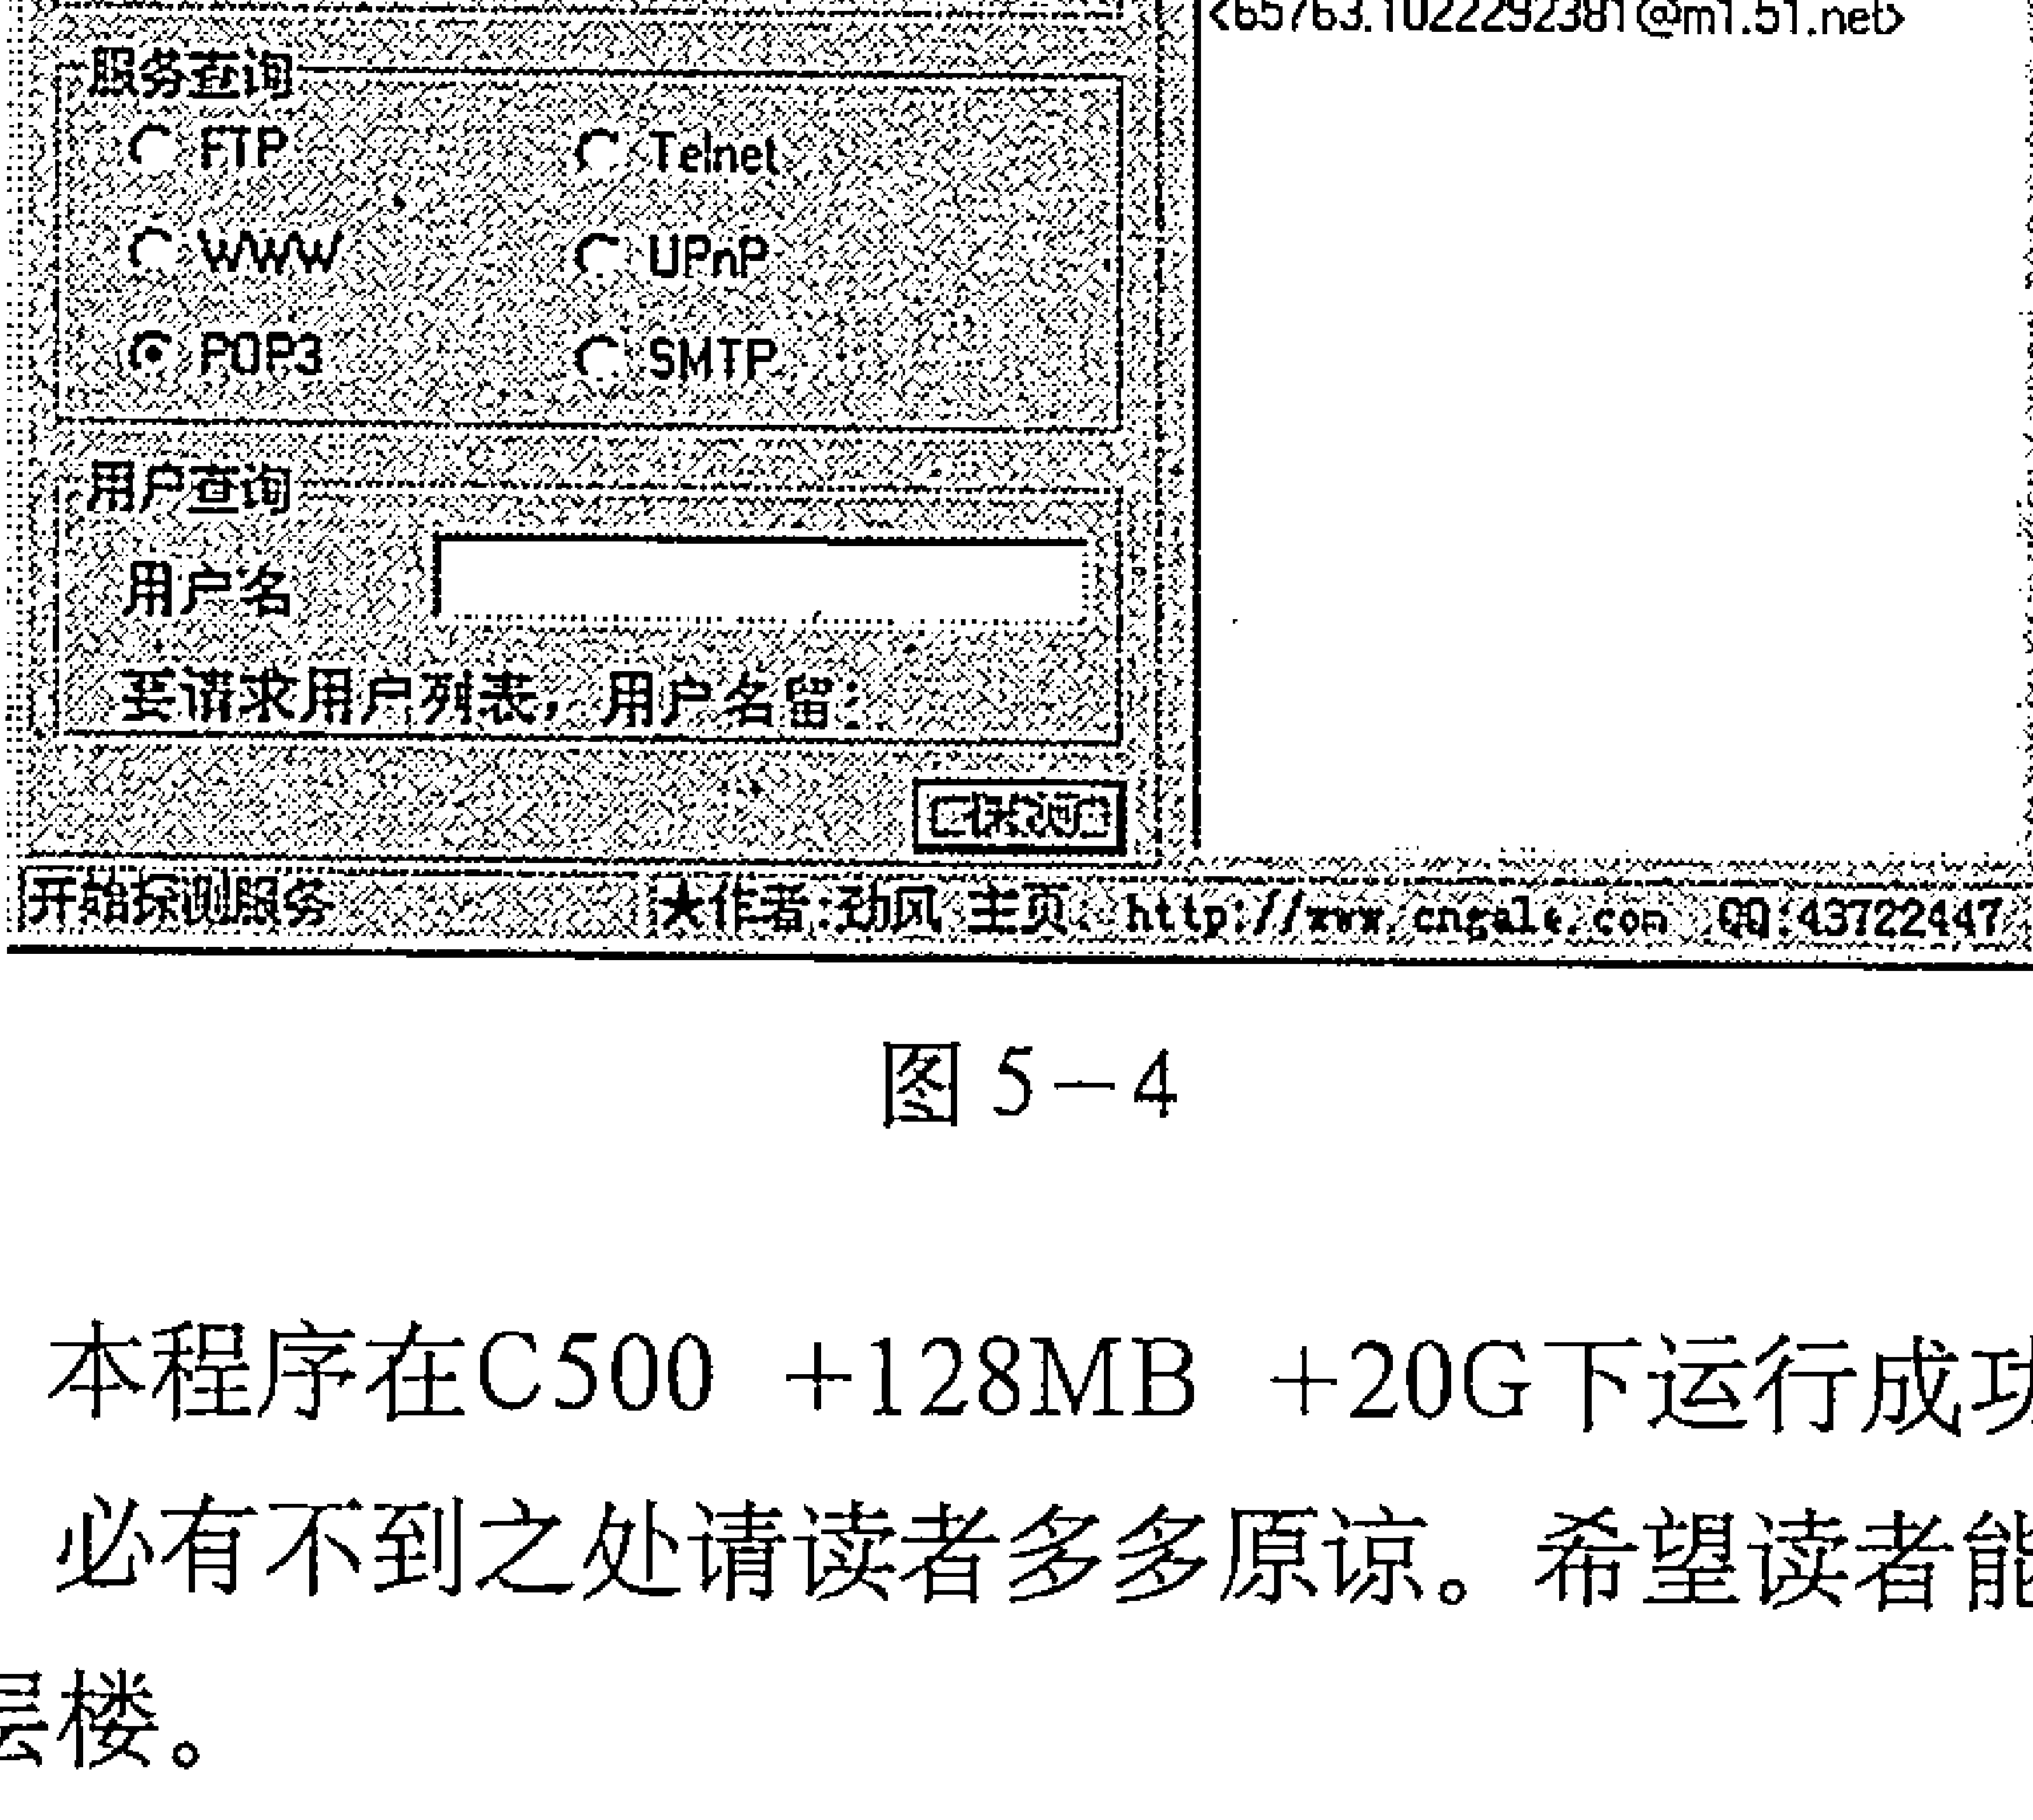 <65763.1022292381@m1.51.net>
服务查询
FTP Telnet
WWW UPnP
POP3 SMTP
用户查询
用户名
要请求用户列表，用户名留
开始探测服务 ★作者:劲风 主页: http://www.cngale.com QQ:43722447
图 5－4
本程序在C500 +128MB +20G下运行成功
必有不到之处请读者多多原谅。希望读者能
层楼。